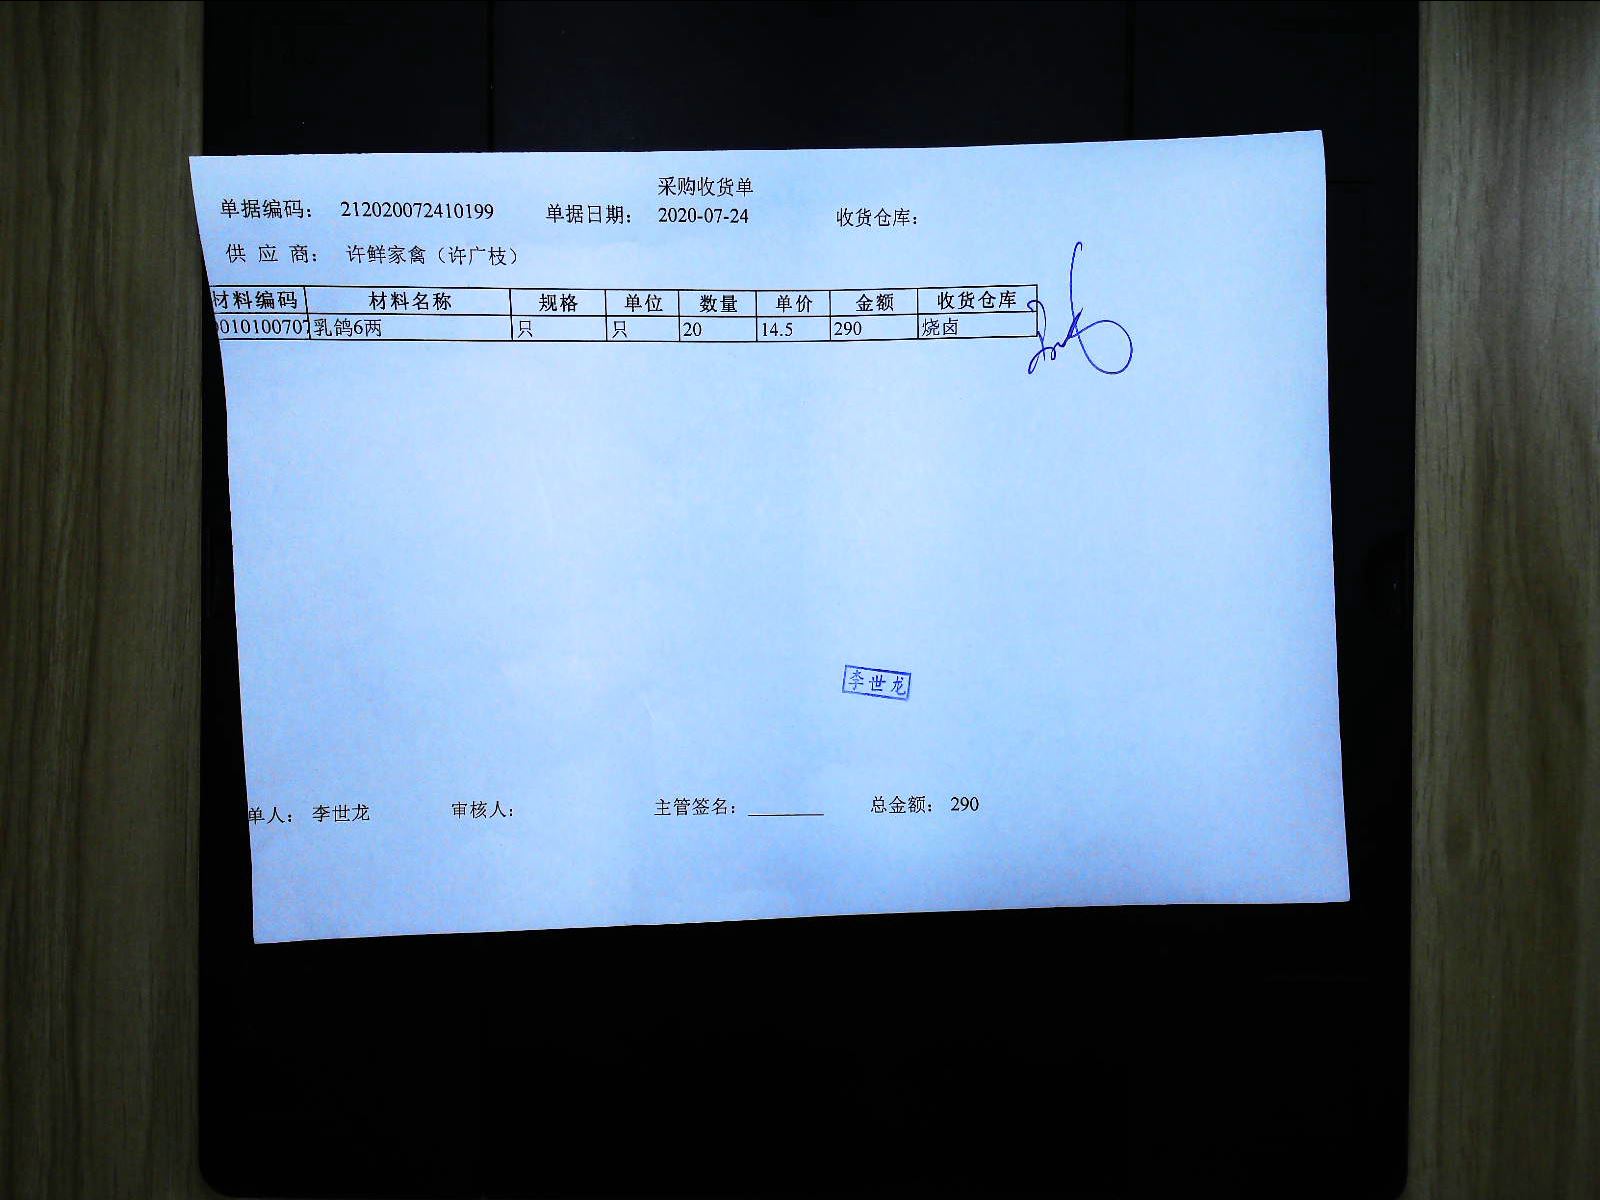 采购收货单
单据编码： 212020072410199 单据日期： 2020-07-24 收货仓库：
供 应 商： 许鲜家禽（许广枝）
材料编码 材料名称 规格 单位 数量 单价 金额 收货仓库
010100707 乳鸽6两 只 只 20 14.5 290 烧卤
李世龙
单人： 李世龙 审核人： 主管签名： ________ 总金额： 290